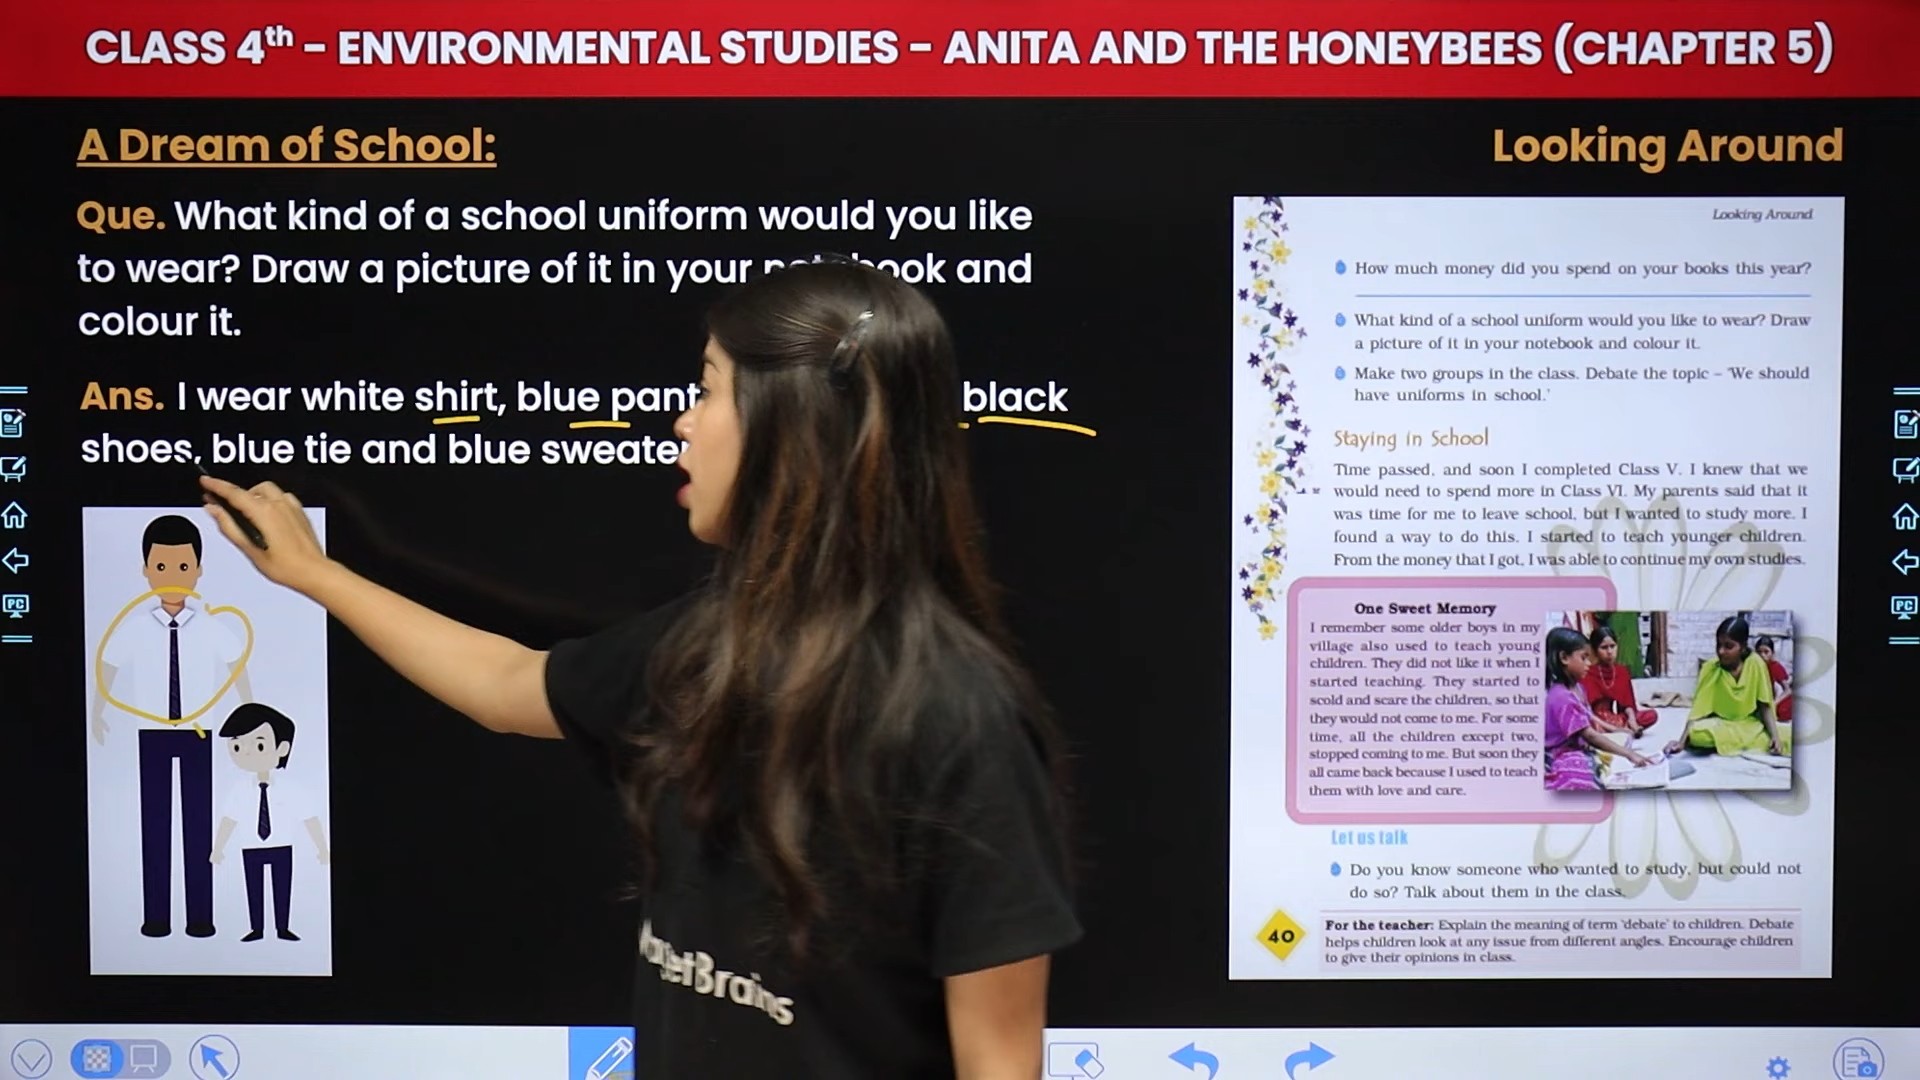 CLASS 4th – ENVIRONMENTAL STUDIES – ANITA AND THE HONEYBEES (CHAPTER 5)
A Dream of School:
Que. What kind of a school uniform would you like
to wear? Draw a picture of it in your notebook and
colour it.
Ans. I wear white shirt, blue pant black
shoes, blue tie and blue sweater
Looking Around
Looking Around
How much money did you spend on your books this year?
What kind of a school uniform would you like to wear? Draw
a picture of it in your notebook and colour it.
Make two groups in the class. Debate the topic – 'We should
have uniforms in school.'
Staying in School
Time passed, and soon I completed Class V. I knew that we
would need to spend more in Class VI. My parents said that it
was time for me to leave school, but I wanted to study more. I
found a way to do this. I started to teach younger children.
From the money that I got, I was able to continue my own studies.
One Sweet Memory
I remember some older boys in my
village also used to teach young
children. They did not like it when I
started teaching. They started to
scold and scare the children, so that
they would not come to me. For some
time, all the children except two,
stopped coming to me. But soon they
all came back because I used to teach
them with love and care.
Let us talk
Do you know someone who wanted to study, but could not
do so? Talk about them in the class.
40
For the teacher: Explain the meaning of term 'debate' to children. Debate
helps children look at any issue from different angles. Encourage children
to give their opinions in class.
PC
PC
MagnetBrains